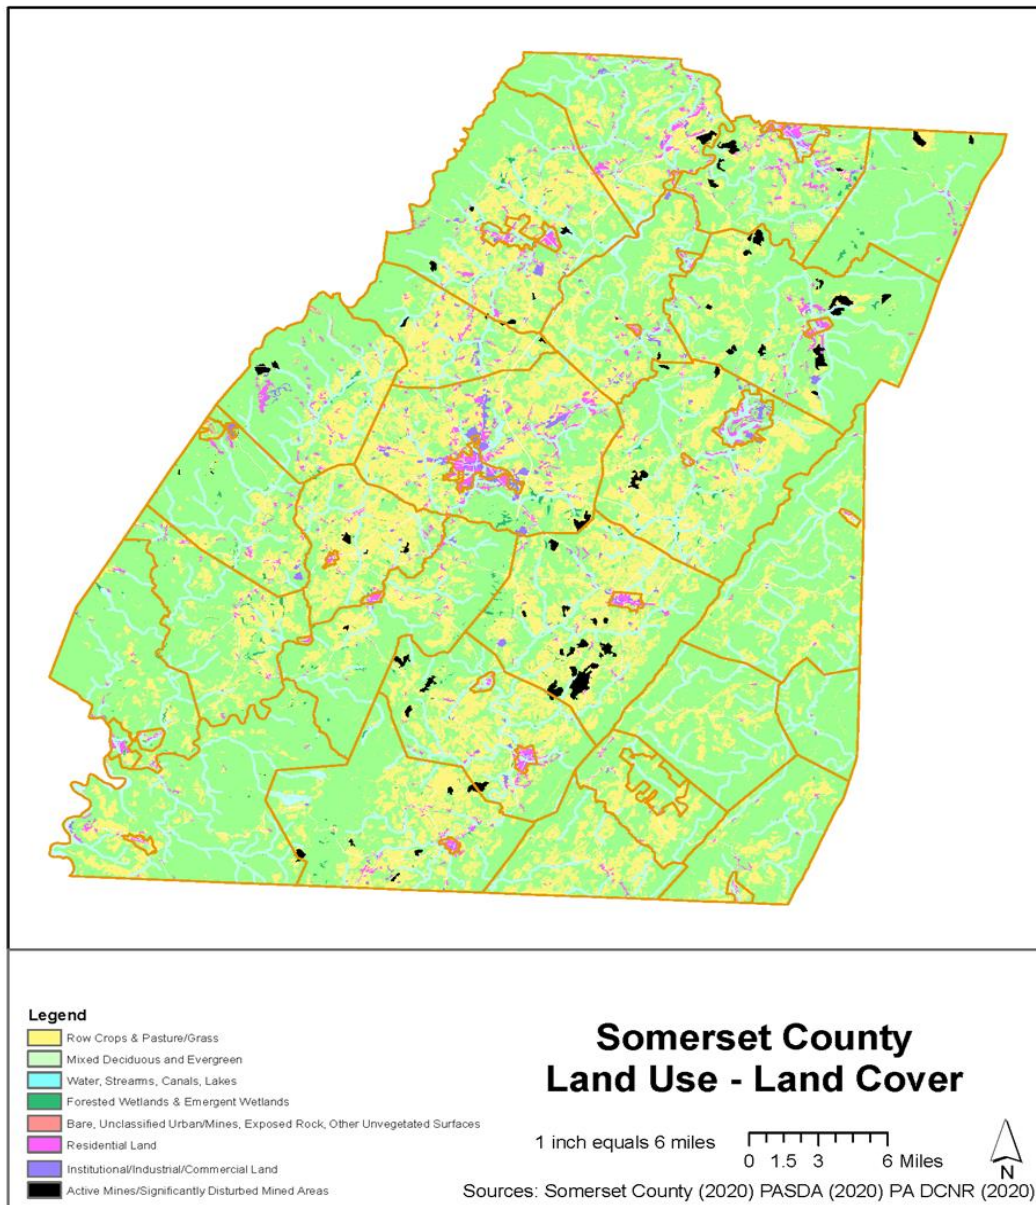 Legend
Row Crops & Pasture/Grass
Mixed Deciduous and Evergreen
Water, Strearms, Canals, Lakes
Forested Wetlands & Emergent Wetlands
Bare, Unclassified Urban/Mines, Exposed Rock, Other Unvegetated Surfaces
Residential Land
Institutional/Industrial/Commercial Land
Active Mines/Significantly Disturbed Mined Areas
Somerset County
Land Use - Land Cover
1 inch equals 6 miles
0 1.5 3 6 Miles
N
Sources: Somerset County (2020) PASDA (2020) PA DCNR (2020)